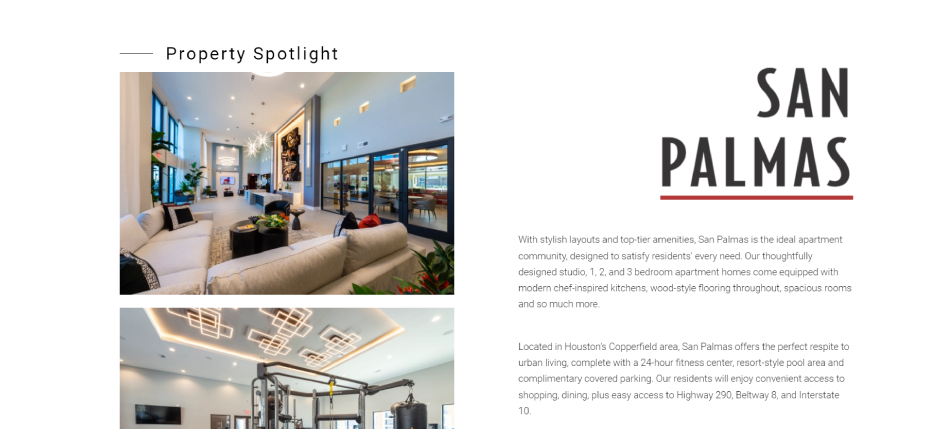 Property Spotlight
SAN
PALMAS
With stylish layouts and top-tier amenities, San Palmas is the ideal apartment
community, designed to satisfy residents' every need. Our thoughtfully
designed studio, 1, 2, and 3 bedroom apartment homes come equipped with
modern chef-inspired kitchens, wood-style flooring throughout, spacious rooms
and so much more.
Located in Houston's Copperfield area, San Palmas offers the perfect respite to
urban living, complete with a 24-hour fitness center, resort-style pool area and
complimentary covered parking. Our residents will enjoy convenient access to
shopping, dining, plus easy access to Highway 290, Beltway 8, and Interstate
10.